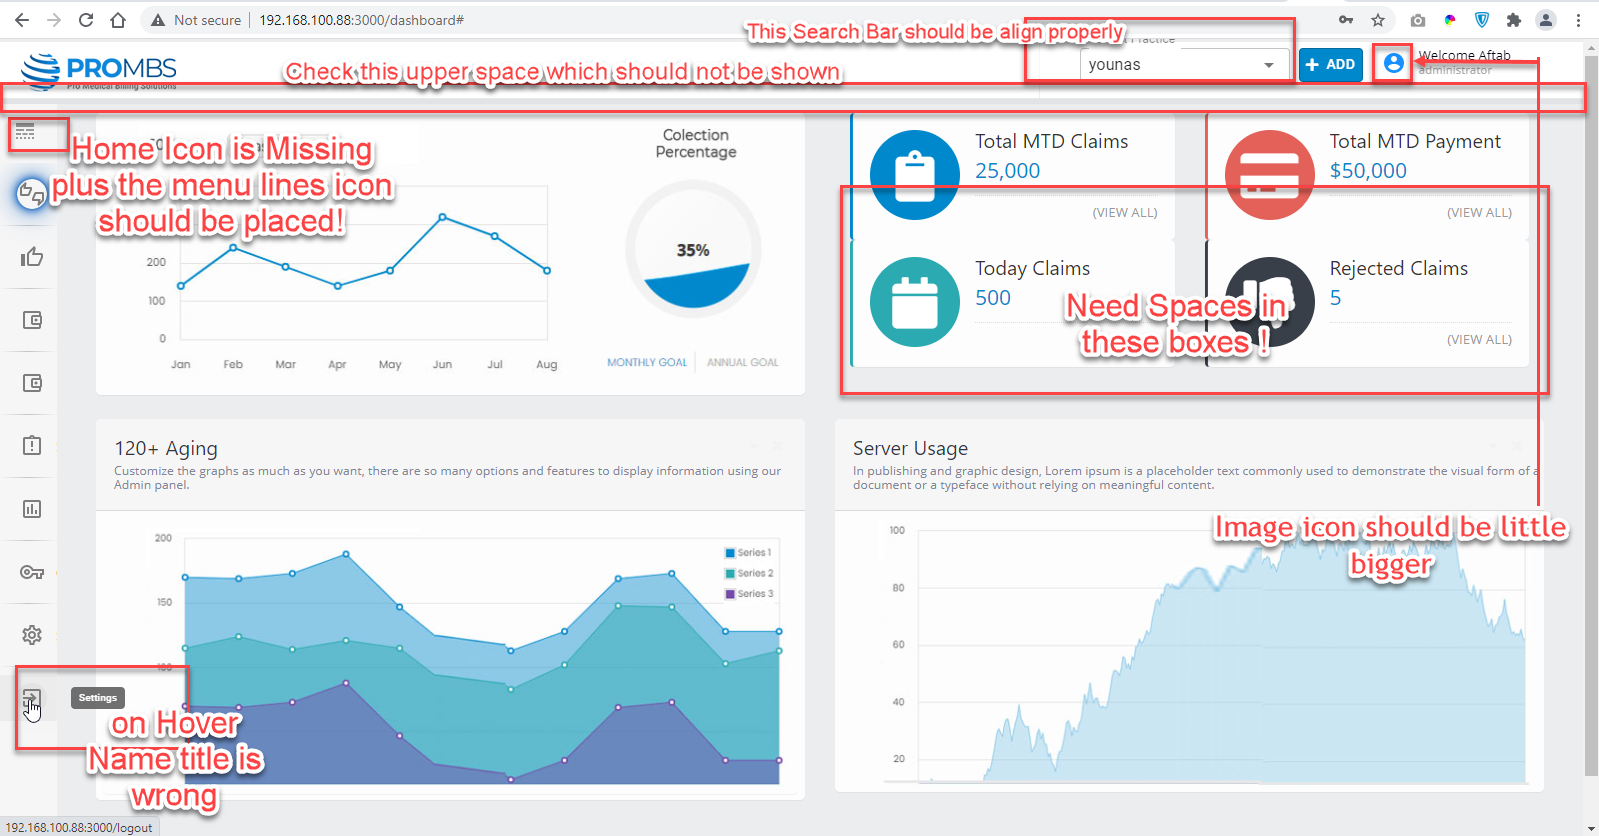 Not secure
192.168.100.88:3000/dashboard#
This Search Bar should be align properly
Practice
younas
+ ADD
Welcome Aftab
administrator
PROMBS
Pro Medical Billing Solutions
Check this upper space which should not be shown
Home Icon is Missing
plus the menu lines icon
should be placed!
200
100
0
Jan Feb Mar Apr May Jun Jul Aug
Colection
Percentage
35%
MONTHLY GOAL
ANNUAL GOAL
Total MTD Claims
25,000
(VIEW ALL)
Total MTD Payment
$50,000
(VIEW ALL)
Today Claims
500
Rejected Claims
5
(VIEW ALL)
Need Spaces in
these boxes !
120+ Aging
Customize the graphs as much as you want, there are so many options and features to display information using our
Admin panel.
200
150
100
Series 1
Series 2
Series 3
Server Usage
In publishing and graphic design, Lorem ipsum is a placeholder text commonly used to demonstrate the visual form of a
document or a typeface without relying on meaningful content.
Image icon should be little
bigger
100
80
60
40
20
Settings
on Hover
Name title is
wrong
192.168.100.88:3000/logout